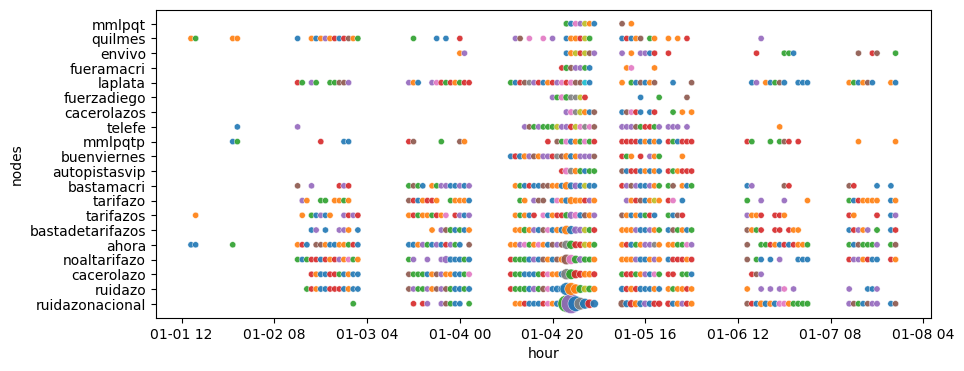 mmlpqt
quilmes
envivo
fueramacri
laplata
fuerzadiego
cacerolazos
telefe
mmlpqtp
buenviernes
autopistasvip
bastamacri
tarifazo
tarifazos
bastadetarifazos
ahora
noaltarifazo
cacerolazo
ruidazo
ruidazonacional
nodes
01-01 12 01-02 08 01-03 04 01-04 00 01-04 20 01-05 16 01-06 12 01-07 08 01-08 04
hour